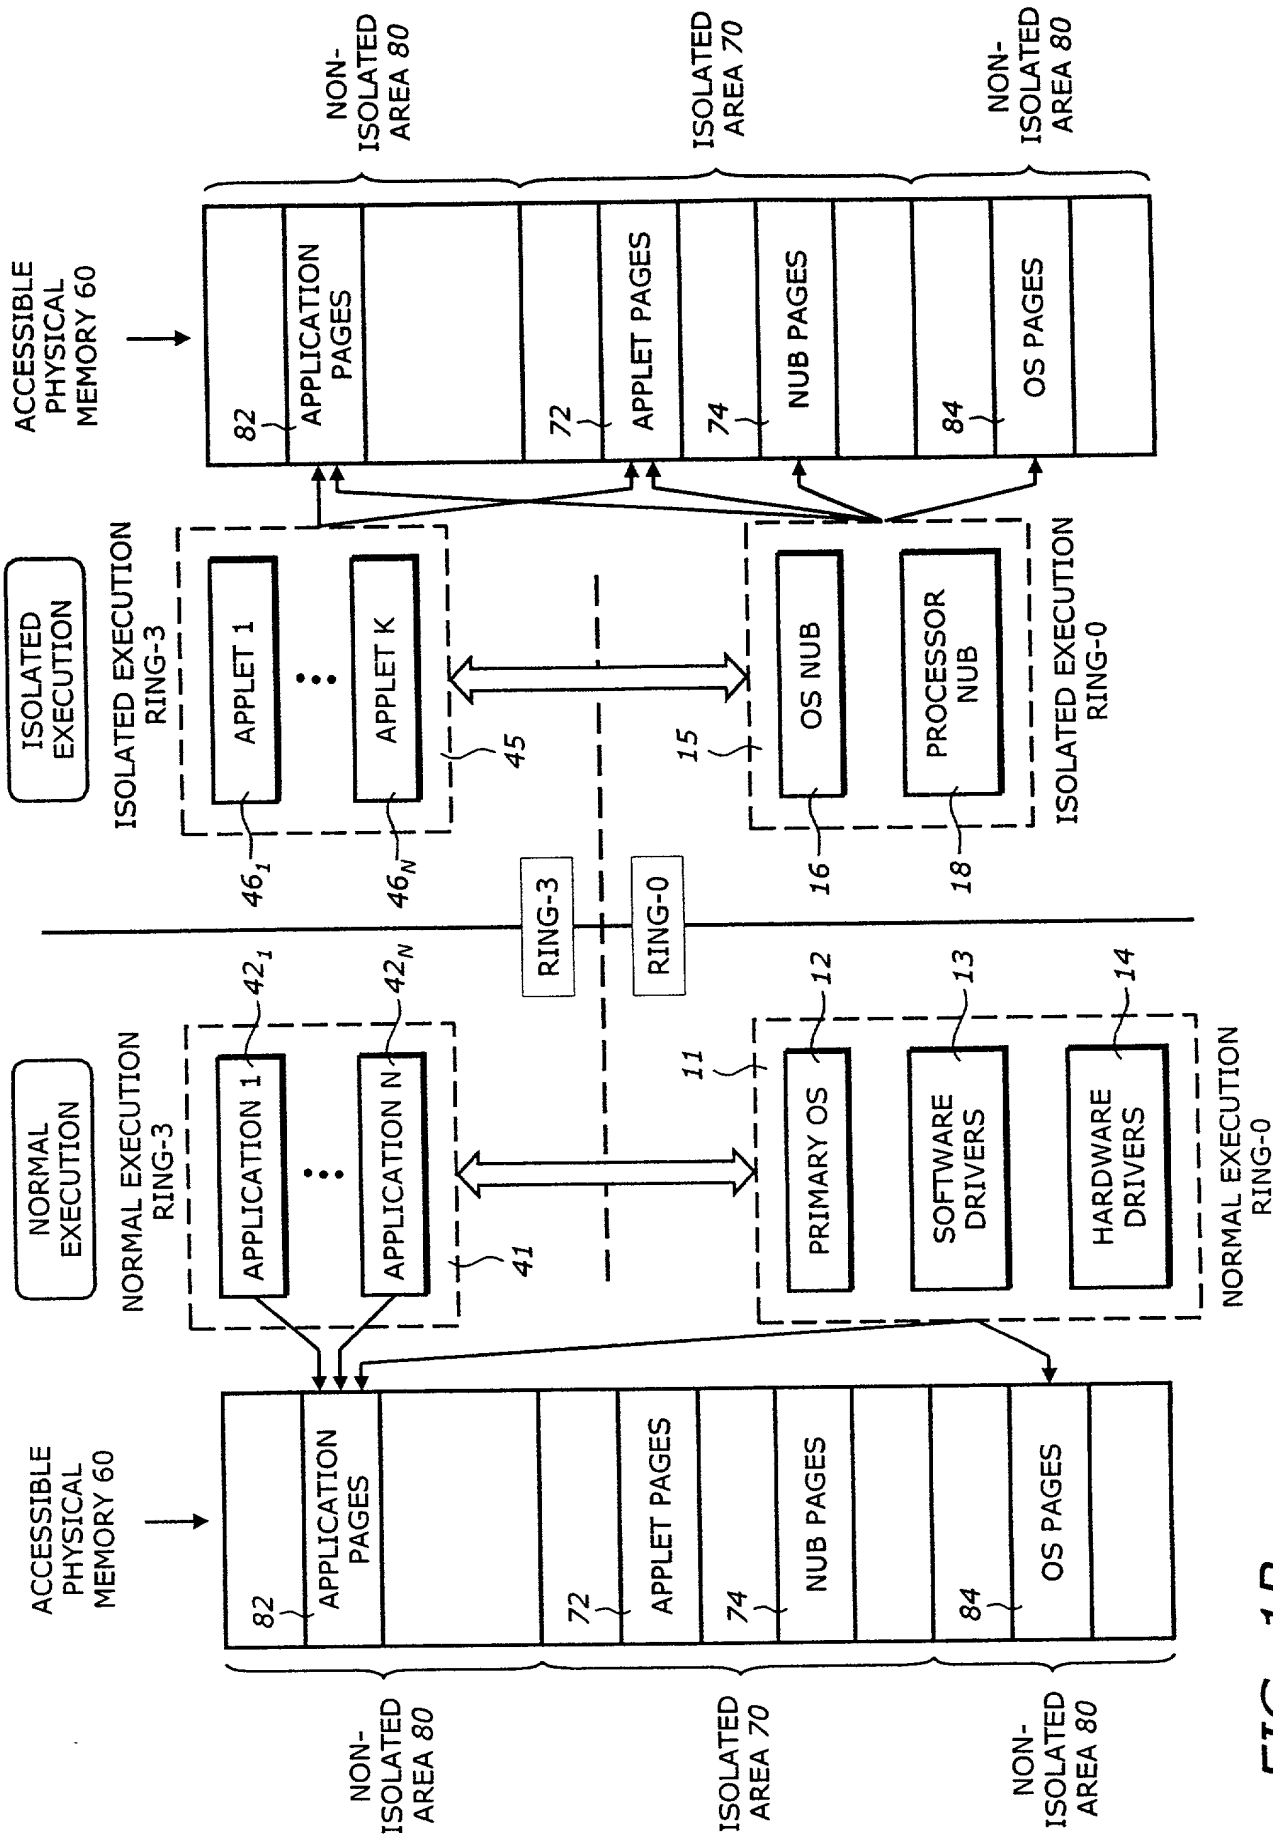 ACCESSIBLE
PHYSICAL
MEMORY 60
NORMAL
EXECUTION
ISOLATED
EXECUTION
ACCESSIBLE
PHYSICAL
MEMORY 60
NORMAL EXECUTION
RING-3
ISOLATED EXECUTION
RING-3
NON-
ISOLATED
AREA 80
82
APPLICATION
PAGES
APPLICATION 1
42₁
APPLICATION N
42N
41
46₁
APPLET 1
46N
APPLET K
45
82
APPLICATION
PAGES
NON-
ISOLATED
AREA 80
RING-3
RING-0
ISOLATED
AREA 70
72
APPLET PAGES
74
NUB PAGES
11
PRIMARY OS
12
SOFTWARE
DRIVERS
13
HARDWARE
DRIVERS
14
NORMAL EXECUTION
RING-0
15
16
OS NUB
18
PROCESSOR
NUB
ISOLATED EXECUTION
RING-0
72
APPLET PAGES
74
NUB PAGES
ISOLATED
AREA 70
NON-
ISOLATED
AREA 80
84
OS PAGES
84
OS PAGES
NON-
ISOLATED
AREA 80